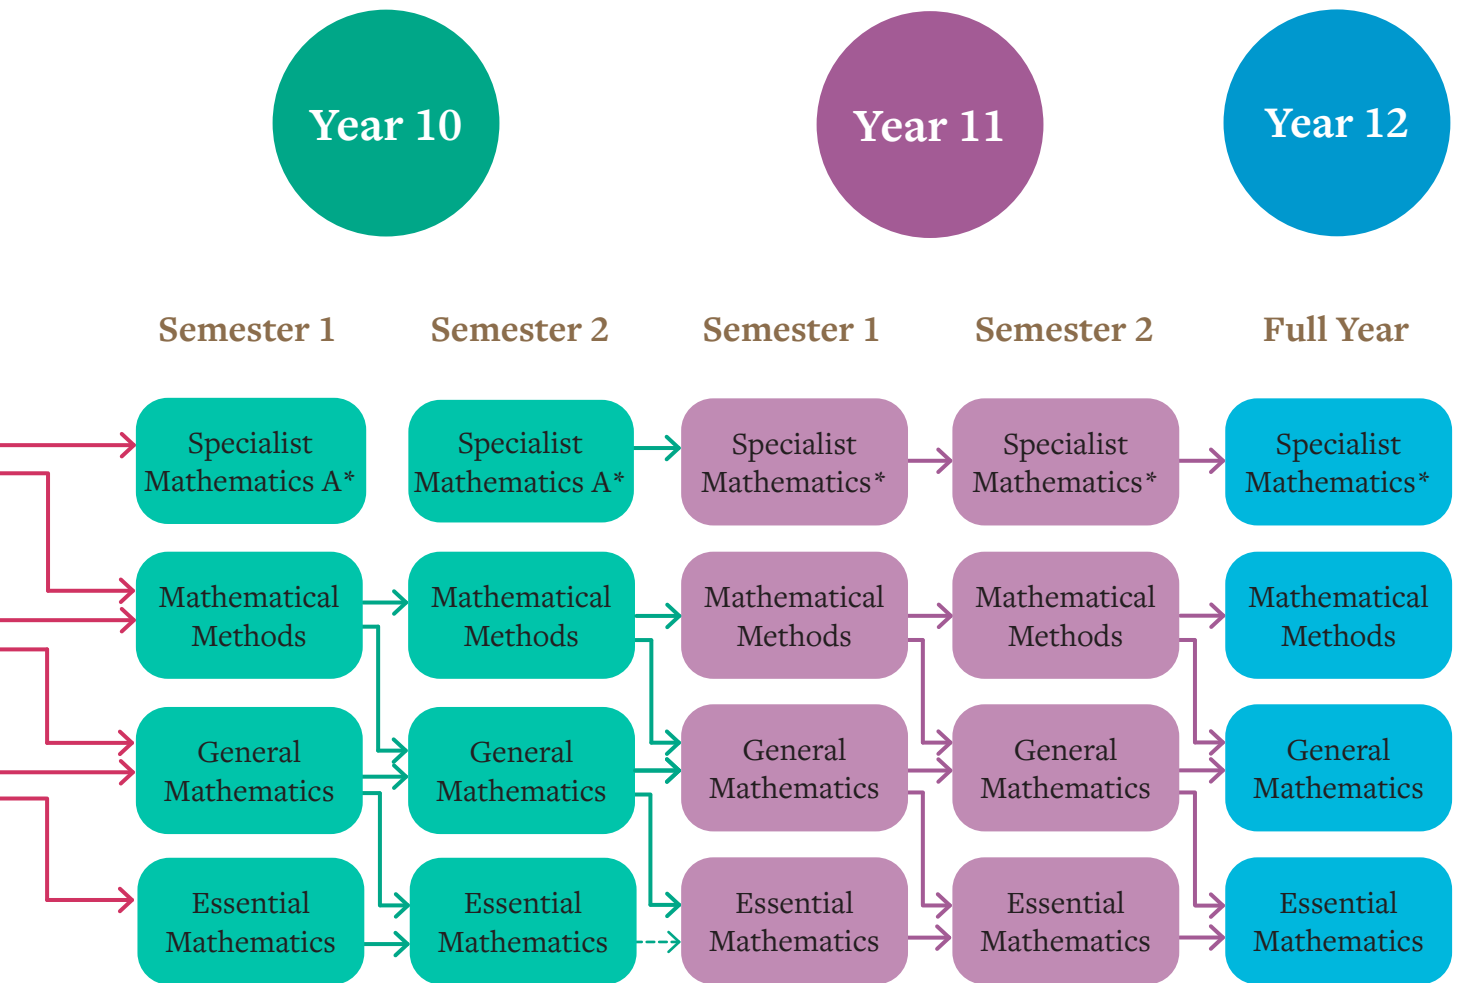 Year 10
Year 11
Year 12
Semester 1
Semester 2
Semester 1
Semester 2
Full Year
Specialist
Mathematics A*
Specialist
Mathematics A*
Specialist
Mathematics*
Specialist
Mathematics*
Specialist
Mathematics*
Mathematical
Methods
Mathematical
Methods
Mathematical
Methods
Mathematical
Methods
Mathematical
Methods
General
Mathematics
General
Mathematics
General
Mathematics
General
Mathematics
General
Mathematics
Essential
Mathematics
Essential
Mathematics
Essential
Mathematics
Essential
Mathematics
Essential
Mathematics